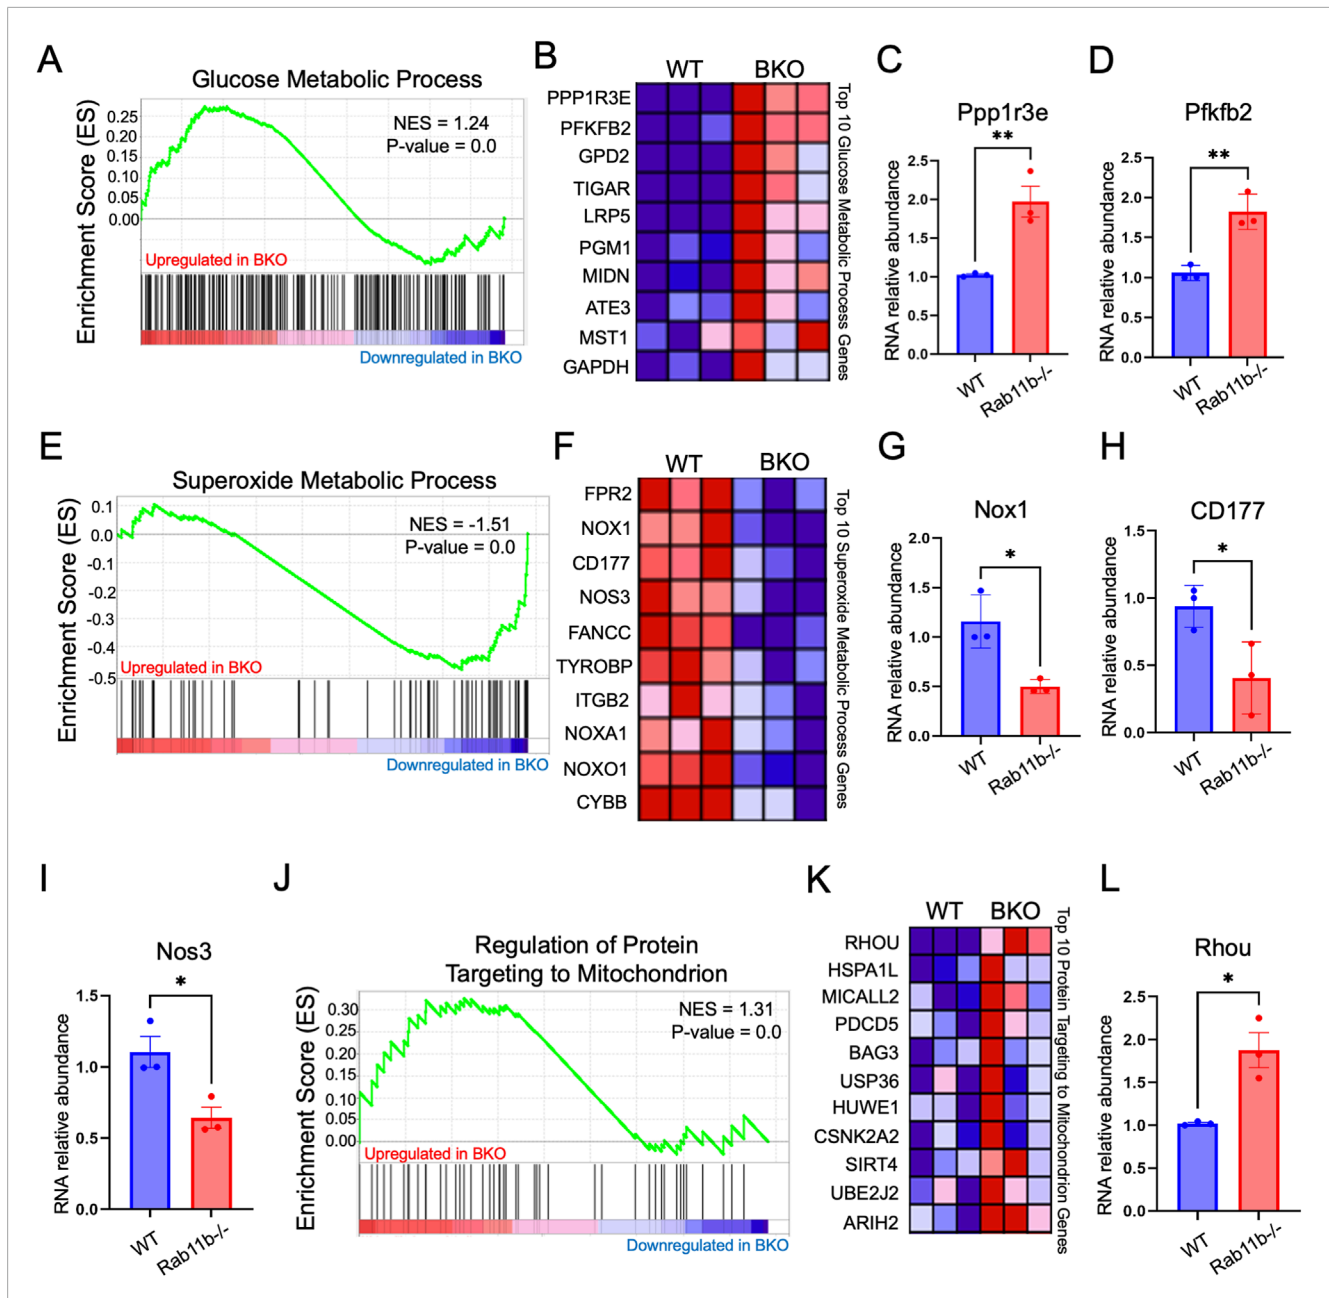 A
Glucose Metabolic Process
Enrichment Score (ES)
0.25
0.20
0.15
0.10
0.05
0.00
NES = 1.24
P-value = 0.0
Upregulated in BKO
Downregulated in BKO
B
WT BKO
PPP1R3E
PFKFB2
GPD2
TIGAR
LRP5
PGM1
MIDN
ATE3
MST1
GAPDH
Top 10 Glucose Metabolic Process Genes
C
Ppp1r3e
**
RNA relative abundance
2.5
2.0
1.5
1.0
0.5
0.0
WT
Rab11b-/-
D
Pfkfb2
**
RNA relative abundance
2.5
2.0
1.5
1.0
0.5
0.0
WT
Rab11b-/-
E
Superoxide Metabolic Process
Enrichment Score (ES)
0.1
0.0
-0.1
-0.2
-0.3
-0.4
-0.5
NES = -1.51
P-value = 0.0
Upregulated in BKO
Downregulated in BKO
F
WT BKO
FPR2
NOX1
CD177
NOS3
FANCC
TYROBP
ITGB2
NOXA1
NOXO1
CYBB
Top 10 Superoxide Metabolic Process Genes
G
Nox1
*
RNA relative abundance
2.0
1.5
1.0
0.5
0.0
WT
Rab11b-/-
H
CD177
*
RNA relative abundance
1.5
1.0
0.5
0.0
WT
Rab11b-/-
I
Nos3
*
RNA relative abundance
1.5
1.0
0.5
0.0
WT
Rab11b-/-
J
Regulation of Protein
Targeting to Mitochondrion
Enrichment Score (ES)
0.30
0.25
0.20
0.15
0.10
0.05
0.00
NES = 1.31
P-value = 0.0
Upregulated in BKO
Downregulated in BKO
K
WT BKO
RHOU
HSPA1L
MICALL2
PDCD5
BAG3
USP36
HUWE1
CSNK2A2
SIRT4
UBE2J2
ARIH2
Top 10 Protein Targeting to Mitochondrion Genes
L
Rhou
*
RNA relative abundance
2.5
2.0
1.5
1.0
0.5
0.0
WT
Rab11b-/-